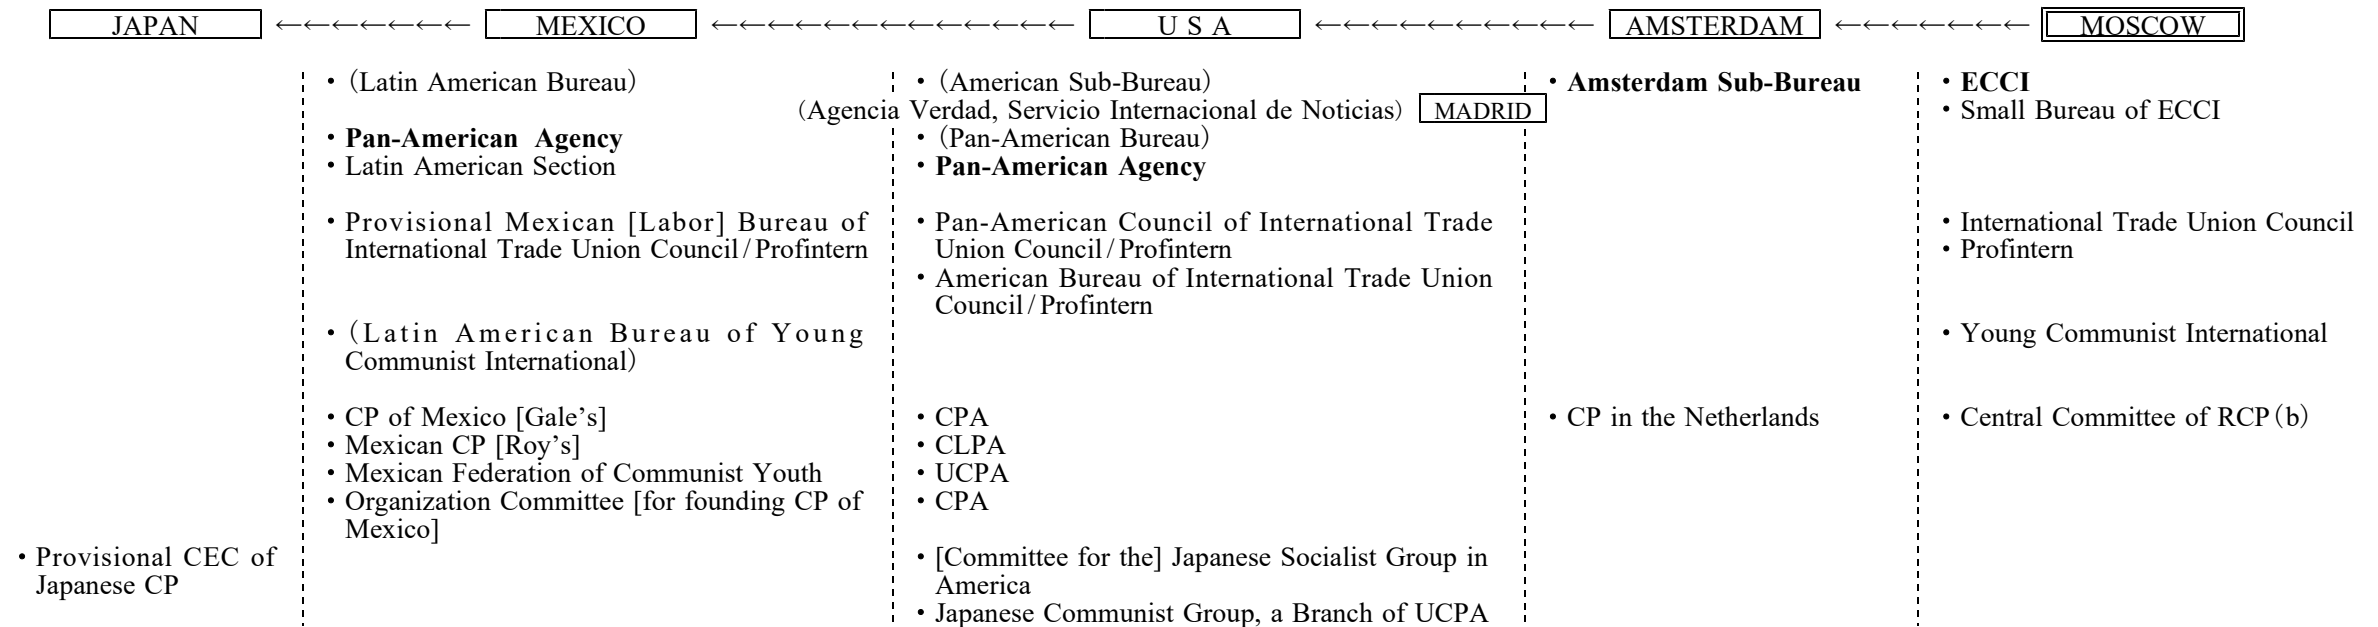 JAPAN ←←←←←←← MEXICO ←←←←←←←←←←←←← U S A ←←←←←←←←←← AMSTERDAM ←←←←←←← MOSCOW
・(Latin American Bureau)
・Pan-American Agency
・Latin American Section
・Provisional Mexican [Labor] Bureau of
International Trade Union Council/Profintern
・(Latin American Bureau of Young
Communist International)
・CP of Mexico [Gale's]
・Mexican CP [Roy's]
・Mexican Federation of Communist Youth
・Organization Committee [for founding CP of
Mexico]
・Provisional CEC of
Japanese CP
・(American Sub-Bureau)
(Agencia Verdad, Servicio Internacional de Noticias) MADRID
・(Pan-American Bureau)
・Pan-American Agency
・Pan-American Council of International Trade
Union Council/Profintern
・American Bureau of International Trade Union
Council/Profintern
・CPA
・CLPA
・UCPA
・CPA
・[Committee for the] Japanese Socialist Group in
America
・Japanese Communist Group, a Branch of UCPA
・Amsterdam Sub-Bureau
・CP in the Netherlands
・ECCI
・Small Bureau of ECCI
・International Trade Union Council
・Profintern
・Young Communist International
・Central Committee of RCP(b)